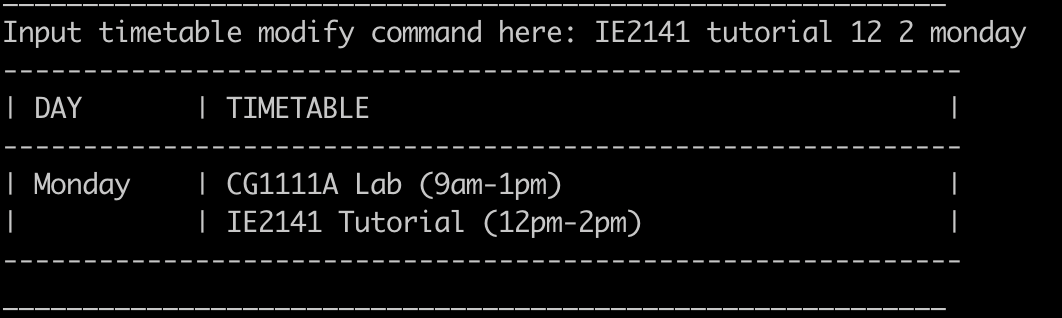 Input timetable modify command here: IE2141 tutorial 12 2 monday
| DAY | TIMETABLE |
| Monday | CG1111A Lab (9am-1pm) |
| | IE2141 Tutorial (12pm-2pm) |